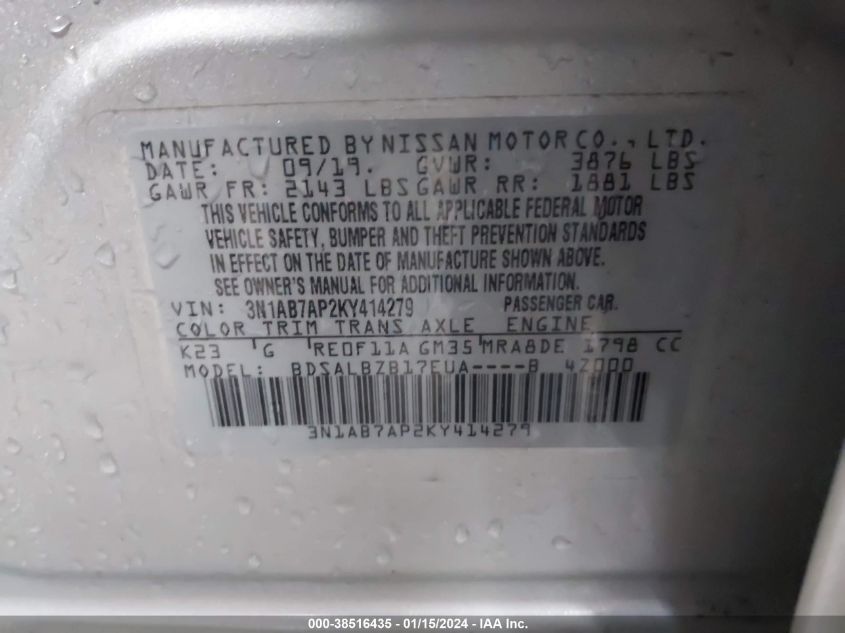 MANUFACTURED BY NISSAN MOTOR CO., LTD.
DATE: 09/19. GVWR: 3876 LBS
GAWR FR: 2143 LBS GAWR RR: 1881 LBS
THIS VEHICLE CONFORMS TO ALL APPLICABLE FEDERAL MOTOR
VEHICLE SAFETY, BUMPER AND THEFT PREVENTION STANDARDS
IN EFFECT ON THE DATE OF MANUFACTURE SHOWN ABOVE.
SEE OWNER'S MANUAL FOR ADDITIONAL INFORMATION.
VIN: 3N1AB7AP2KY414279 PASSENGER CAR.
COLOR TRIM TRANS AXLE ENGINE
K23 G RE0F11A GM35 MRA8DE 1798 CC
MODEL: BDSALBZB17EUA----B 4Z000
3N1AB7AP2KY414279
000-38516435 - 01/15/2024 - IAA Inc.